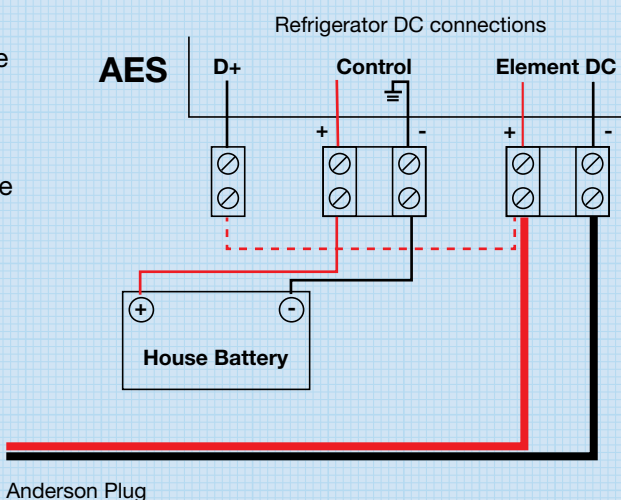 Refrigerator DC connections
e
AES D+ Control Element DC
+ - + -
e
+ -
House Battery
Anderson Plug